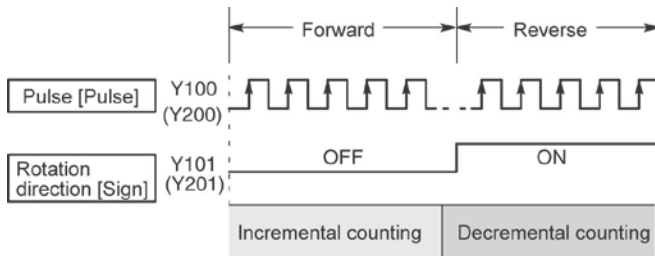 Forward
Reverse
Pulse [Pulse]
Y100
(Y200)
Rotation
direction [Sign]
Y101
(Y201)
OFF
ON
Incremental counting
Decremental counting